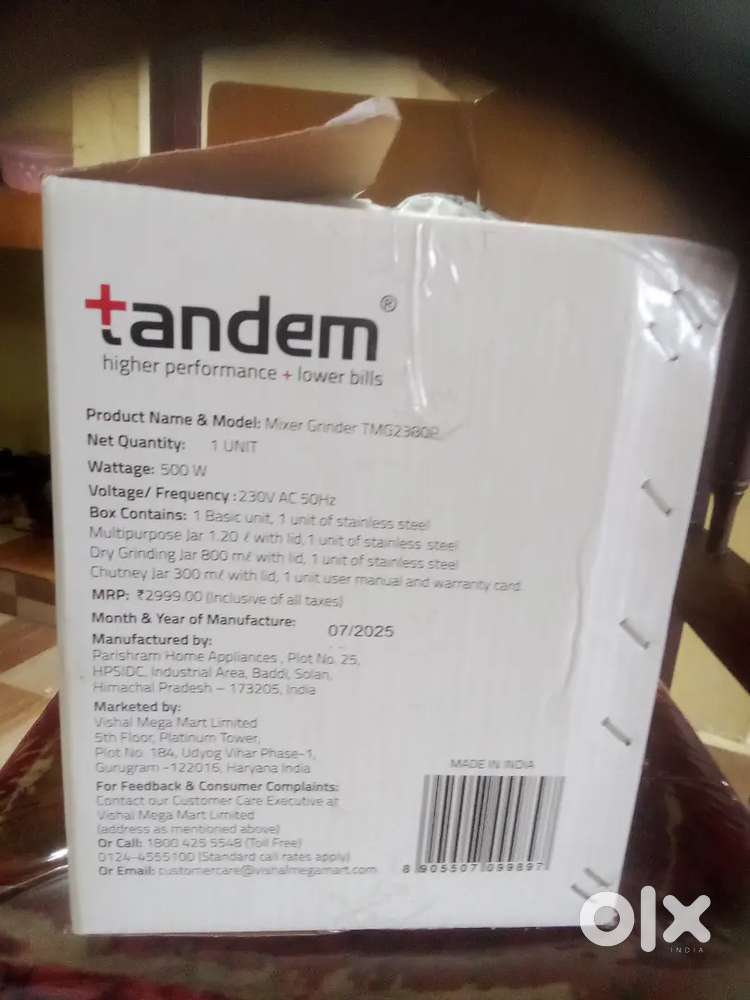 tandem®
higher performance + lower bills
Product Name & Model: Mixer Grinder TMG2380P
Net Quantity: 1 UNIT
Wattage: 500 W
Voltage/ Frequency :230V AC 50Hz
Box Contains: 1 Basic unit, 1 unit of stainless steel
Multipurpose Jar 1.20 ℓ with lid, 1 unit of stainless steel
Dry Grinding Jar 800 mℓ with lid, 1 unit of stainless steel
Chutney Jar 300 mℓ with lid, 1 unit user manual and warranty card.
MRP: ₹2999.00 (Inclusive of all taxes)
Month & Year of Manufacture: 07/2025
Manufactured by:
Parishram Home Appliances , Plot No. 25,
HPSIDC, Industrial Area, Baddi, Solan,
Himachal Pradesh – 173205, India
Marketed by:
Vishal Mega Mart Limited
5th Floor, Platinum Tower,
Plot No. 184, Udyog Vihar Phase-1,
Gurugram -122016, Haryana India
For Feedback & Consumer Complaints:
Contact our Customer Care Executive at
Vishal Mega Mart Limited
(address as mentioned above)
Or Call: 1800 425 5548 (Toll Free)
0124-4555100 (Standard call rates apply)
Or Email: customercare@vishalmegamart.com
MADE IN INDIA
8 905507 099897
olx
INDIA